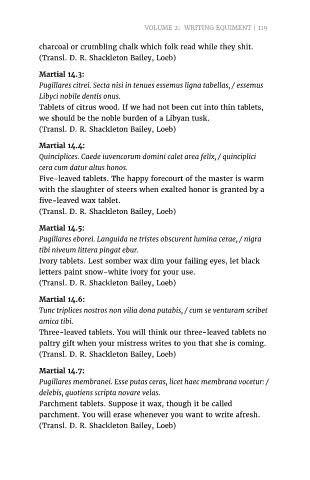 VOLUME 2: WRITING EQUIMENT | 119
charcoal or crumbling chalk which folk read while they shit.
(Transl. D. R. Shackleton Bailey, Loeb)
Martial 14.3:
Pugillares citrei. Secta nisi in tenues essemus ligna tabellas, / essemus
Libyci nobile dentis onus.
Tablets of citrus wood. If we had not been cut into thin tablets,
we should be the noble burden of a Libyan tusk.
(Transl. D. R. Shackleton Bailey, Loeb)
Martial 14.4:
Quinciplices. Caede iuvencorum domini calet area felix, / quinciplici
cera cum datur altus honos.
Five-leaved tablets. The happy forecourt of the master is warm
with the slaughter of steers when exalted honor is granted by a
five-leaved wax tablet.
(Transl. D. R. Shackleton Bailey, Loeb)
Martial 14.5:
Pugillares eborei. Languida ne tristes obscurent lumina cerae, / nigra
tibi niveum littera pingat ebur.
Ivory tablets. Lest somber wax dim your failing eyes, let black
letters paint snow-white ivory for your use.
(Transl. D. R. Shackleton Bailey, Loeb)
Martial 14.6:
Tunc triplices nostros non vilia dona putabis, / cum se venturam scribet
amica tibi.
Three-leaved tablets. You will think our three-leaved tablets no
paltry gift when your mistress writes to you that she is coming.
(Transl. D. R. Shackleton Bailey, Loeb)
Martial 14.7:
Pugillares membranei. Esse putas ceras, licet haec membrana vocetur: /
delebis, quotiens scripta novare velas.
Parchment tablets. Suppose it wax, though it be called
parchment. You will erase whenever you want to write afresh.
(Transl. D. R. Shackleton Bailey, Loeb)